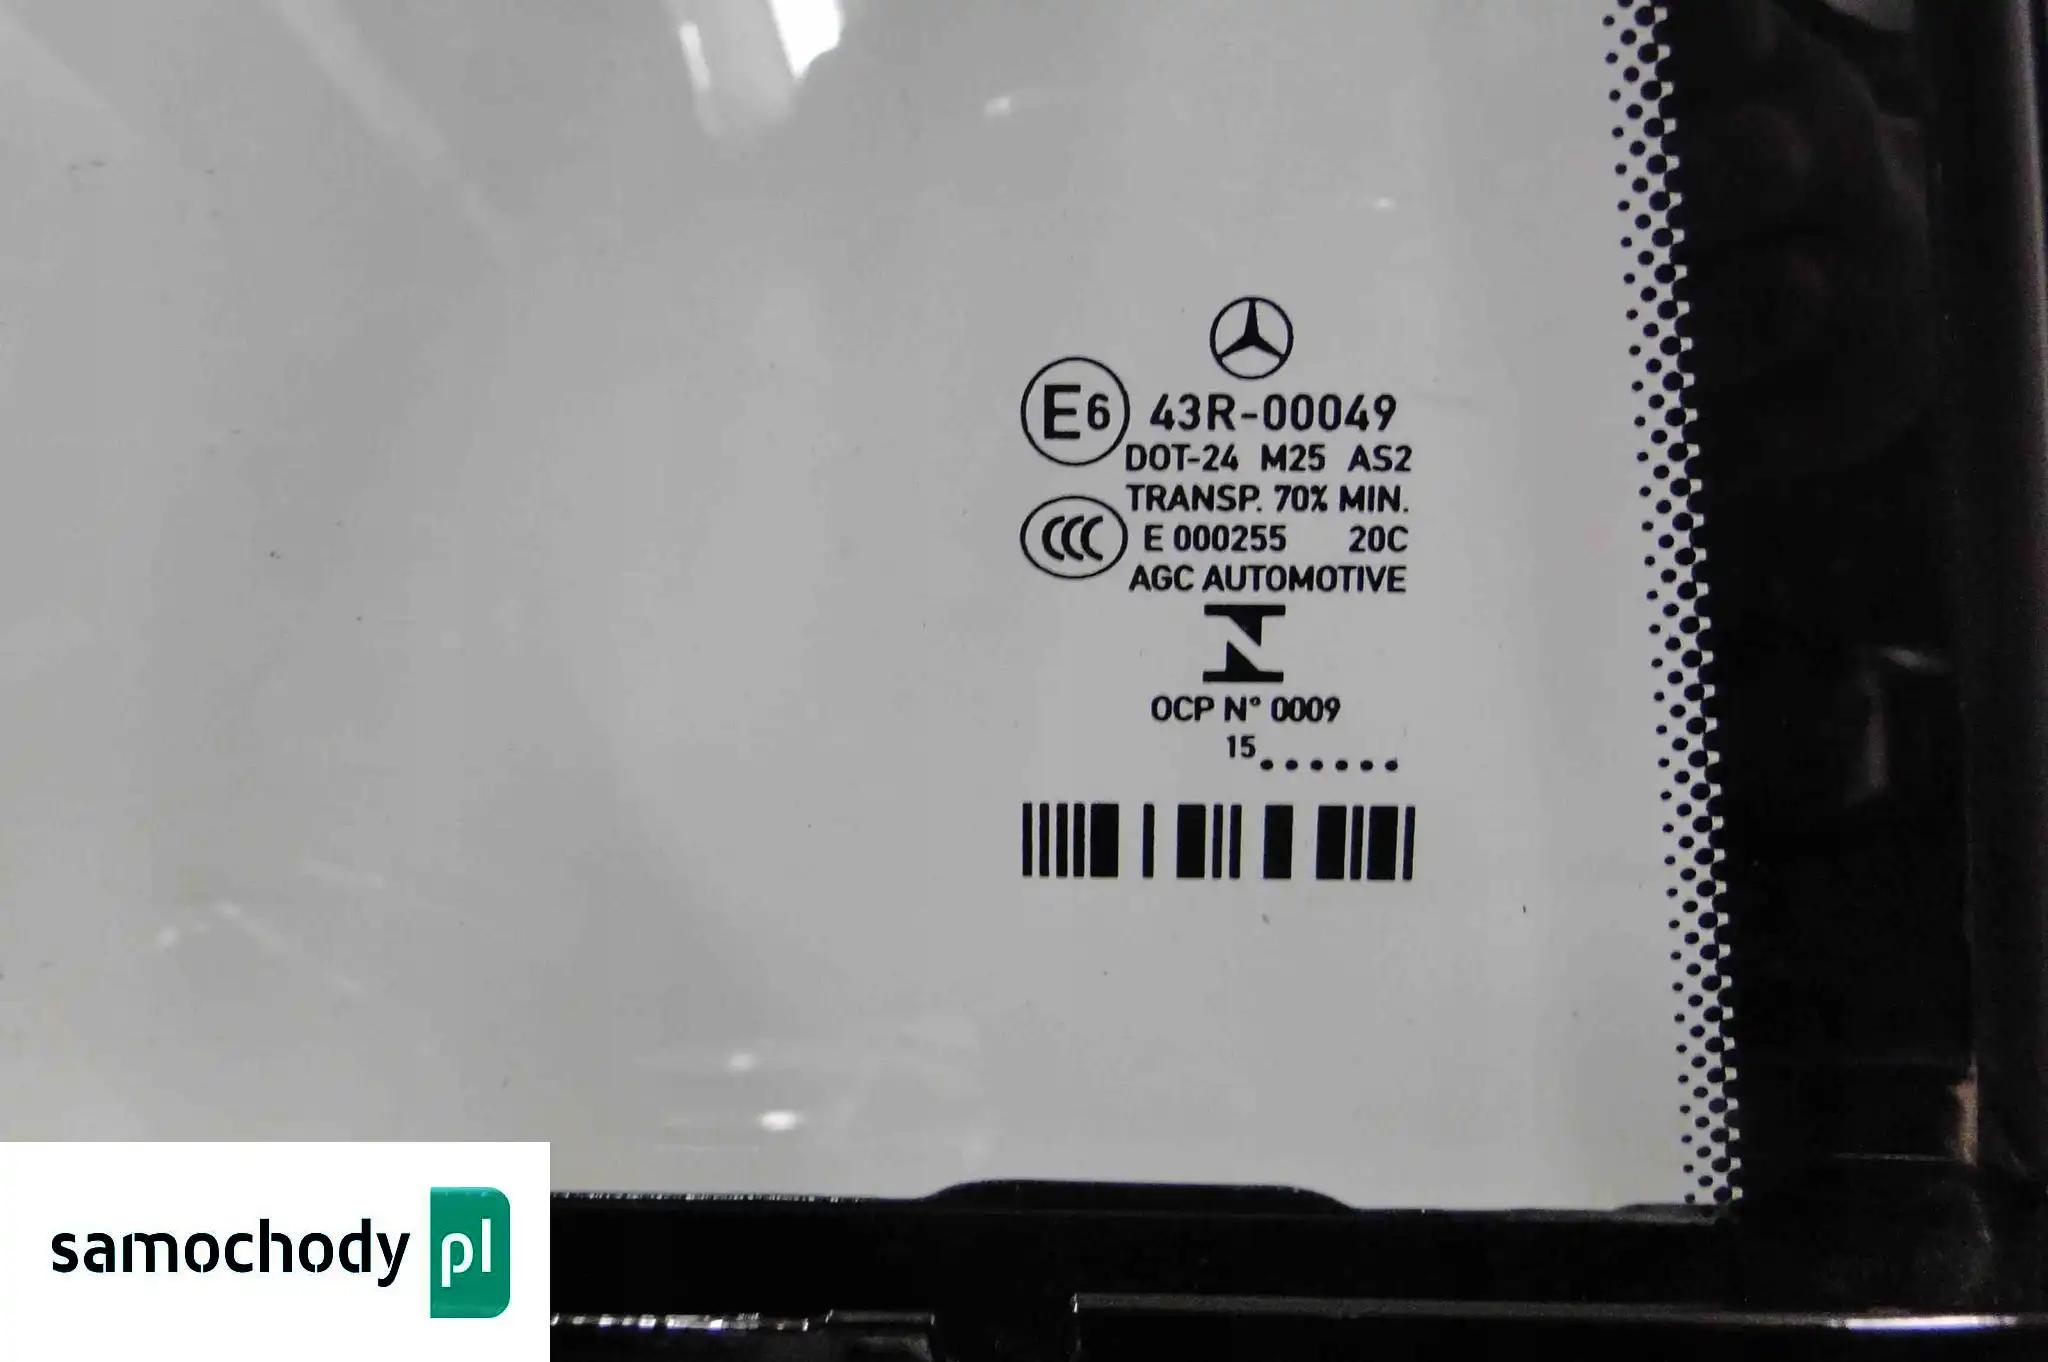 E6 43R-00049
DOT-24 M25 AS2
TRANSP. 70% MIN.
CCC E 000255 20C
AGC AUTOMOTIVE
N
OCP N° 0009
15......
samochody pl